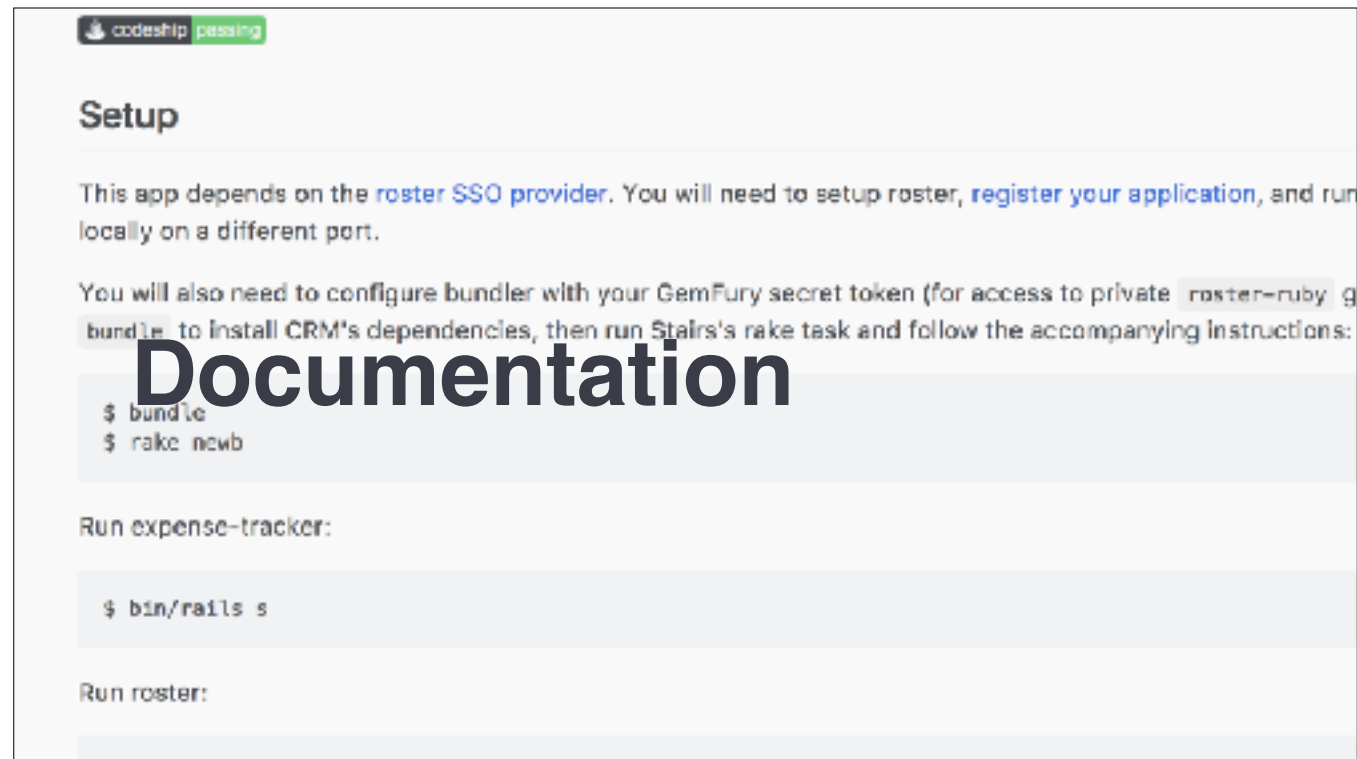 codeship passing
Setup
This app depends on the roster SSO provider. You will need to setup roster, register your application, and run
locally on a different port.
You will also need to configure bundler with your GemFury secret token (for access to private roster-ruby g
bundle to install CRM's dependencies, then run Stairs's rake task and follow the accompanying instructions:
Documentation
$ bundle
$ rake newb
Run expense-tracker:
$ bin/rails s
Run roster: